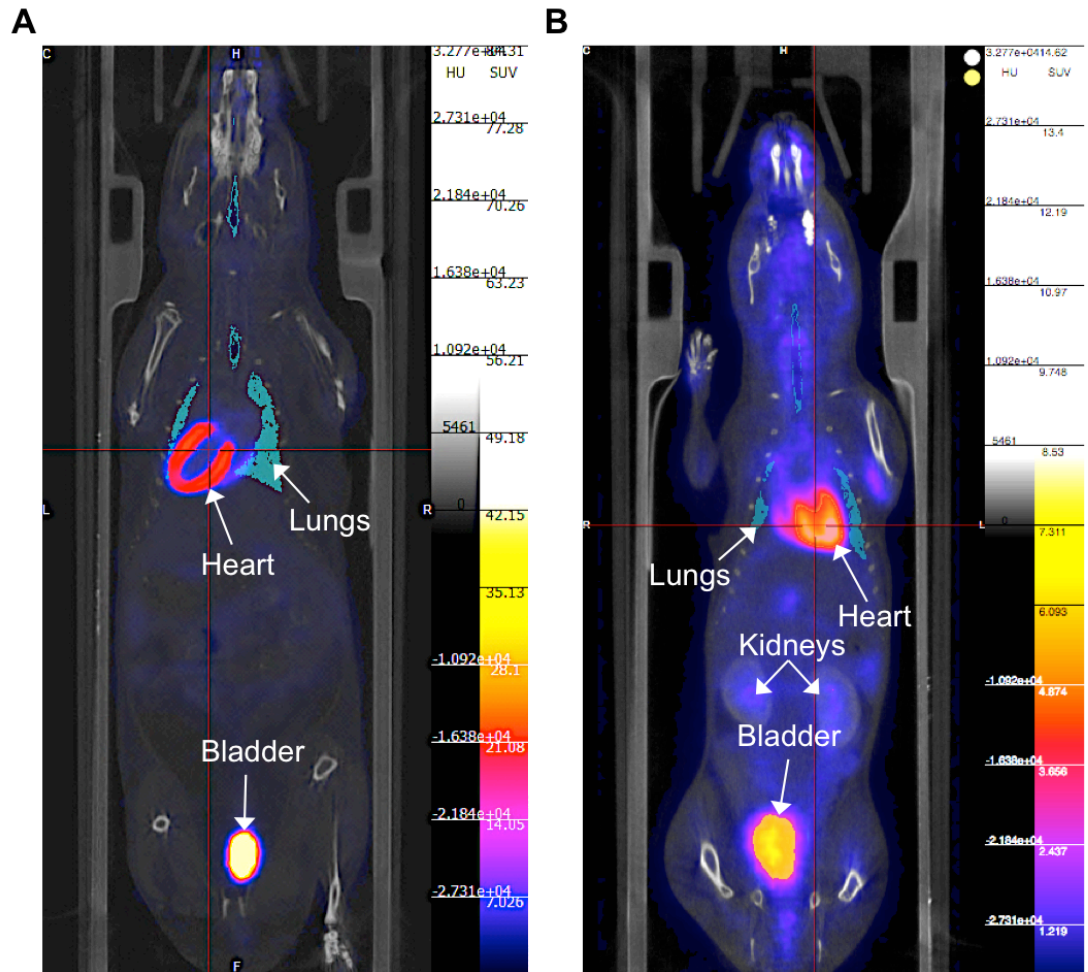 A
C
H
3.277e+04
84.31
HU SUV
2.731e+04
77.28
2.184e+04
70.26
1.638e+04
63.23
1.092e+04
56.21
5461
49.18
0
L
R
42.15
Lungs
Heart
35.13
-1.092e+04
28.1
-1.638e+04
21.08
Bladder
-2.184e+04
14.05
-2.731e+04
7.026
F
B
C
H
3.277e+04
14.62
HU SUV
2.731e+04
13.4
2.184e+04
12.19
1.638e+04
10.97
1.092e+04
9.748
5461
8.53
0
R
L
7.311
Lungs
Heart
6.093
Kidneys
-1.092e+04
4.874
Bladder
-1.638e+04
3.656
-2.184e+04
2.437
-2.731e+04
1.219